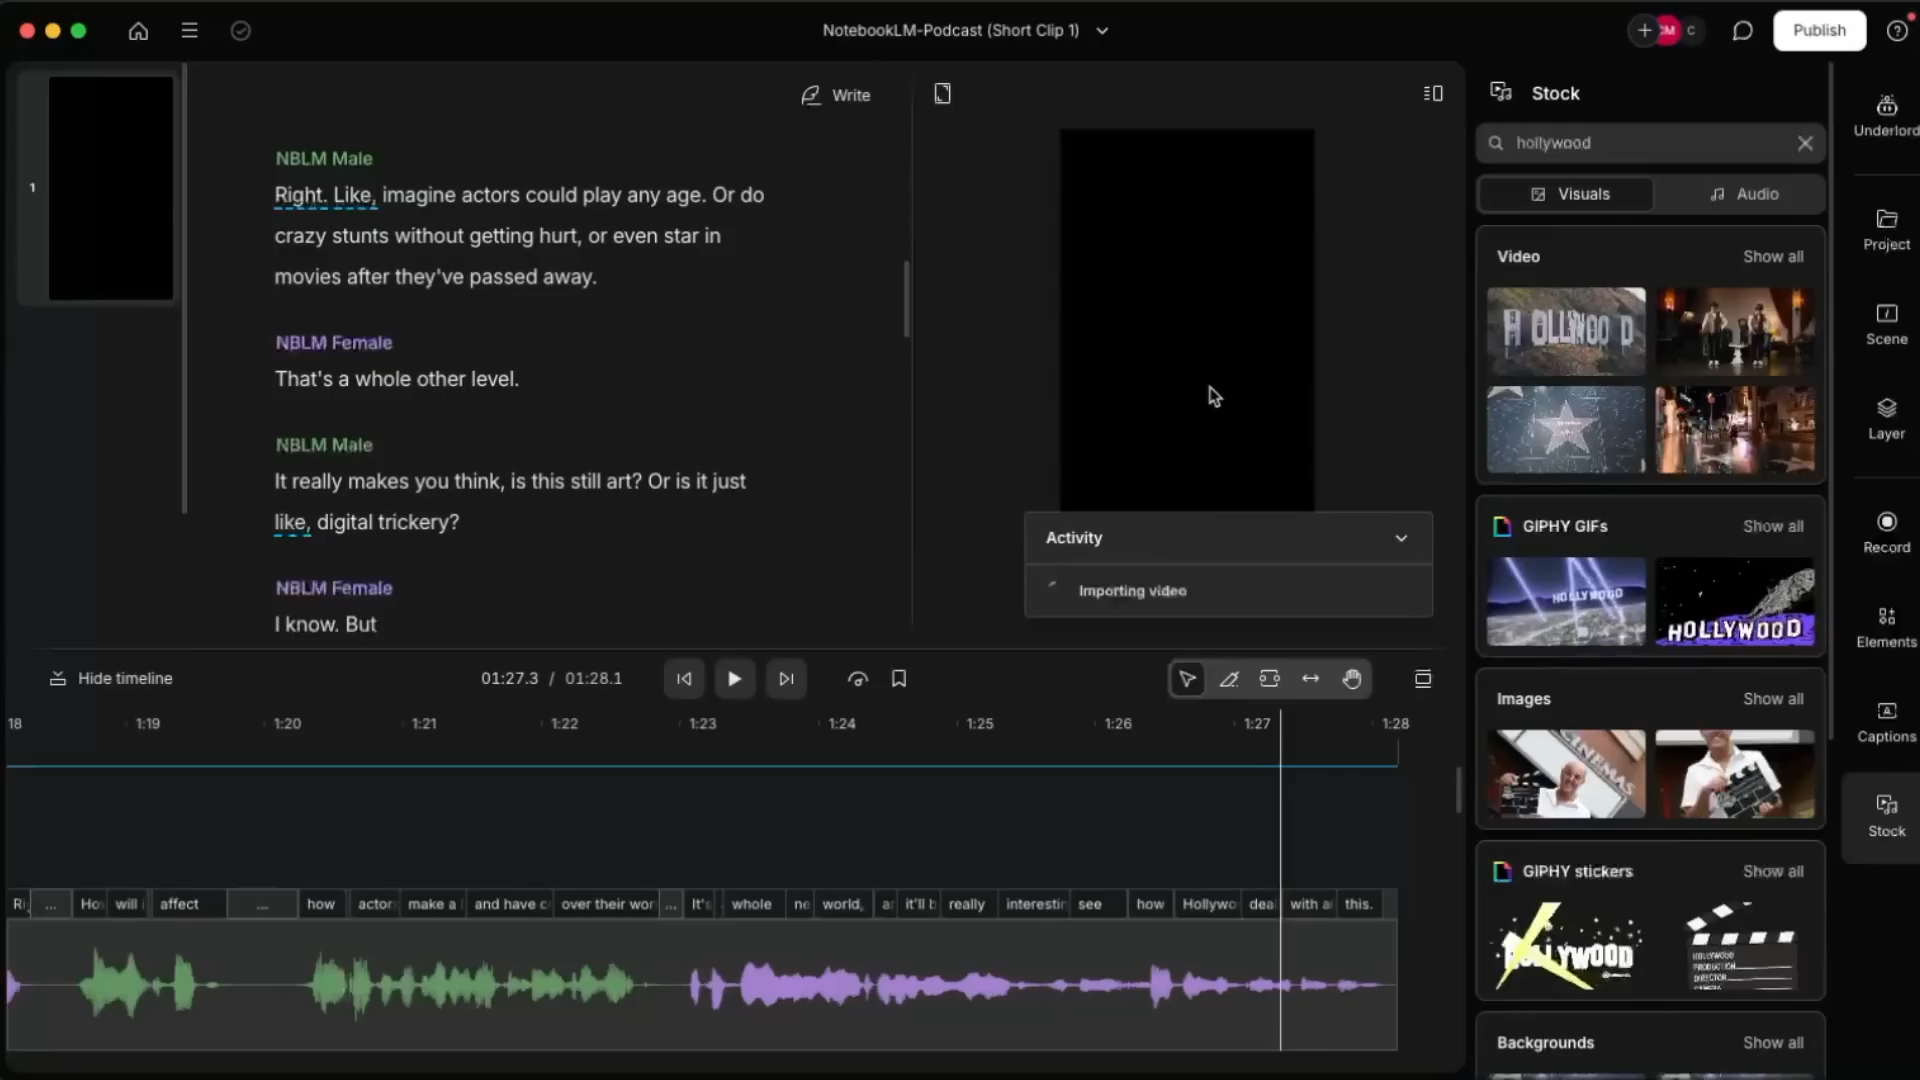 NotebookLM-Podcast (Short Clip 1)
CM
C
Publish
Write
NBLM Male
Right. Like, imagine actors could play any age. Or do
crazy stunts without getting hurt, or even star in
movies after they've passed away.
NBLM Female
That's a whole other level.
NBLM Male
It really makes you think, is this still art? Or is it just
like, digital trickery?
NBLM Female
I know. But
1
Activity
Importing video
Stock
hollywood
Visuals
Audio
Video
Show all
HOLLYWOOD
GIPHY GIFs
Show all
HOLLYWOOD
HOLLYWOOD
Images
Show all
CINEMAS
GIPHY stickers
Show all
HOLLYWOOD
HOLLYWOOD
PRODUCTION
DIRECTOR
CAMERA
Backgrounds
Show all
Underlord
Project
Scene
Layer
Record
Elements
Captions
Stock
Hide timeline
01:27.3 / 01:28.1
18 1:19 1:20 1:21 1:22 1:23 1:24 1:25 1:26 1:27 1:28
Ri ... Ho will affect ... how actor make a and have c over their wor ... It's whole ne world, ar it'll b really interestin see how Hollywo dea with a this.